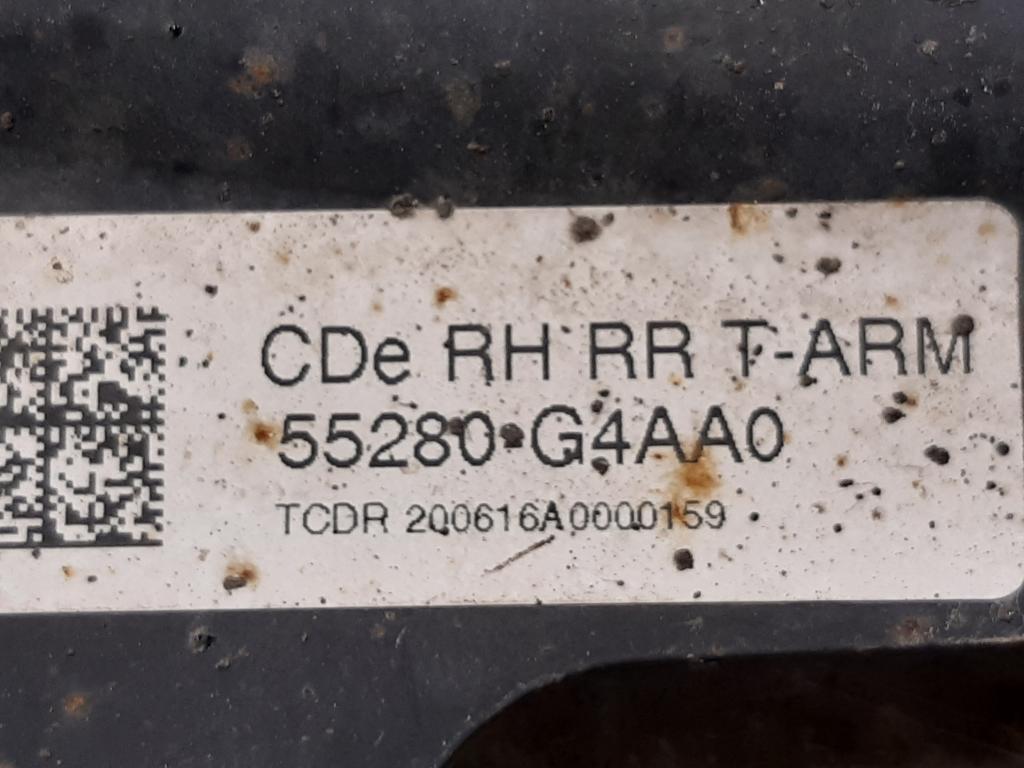 CDe RH RR T-ARM
55280-G4AA0
TCDR 200616A0000159